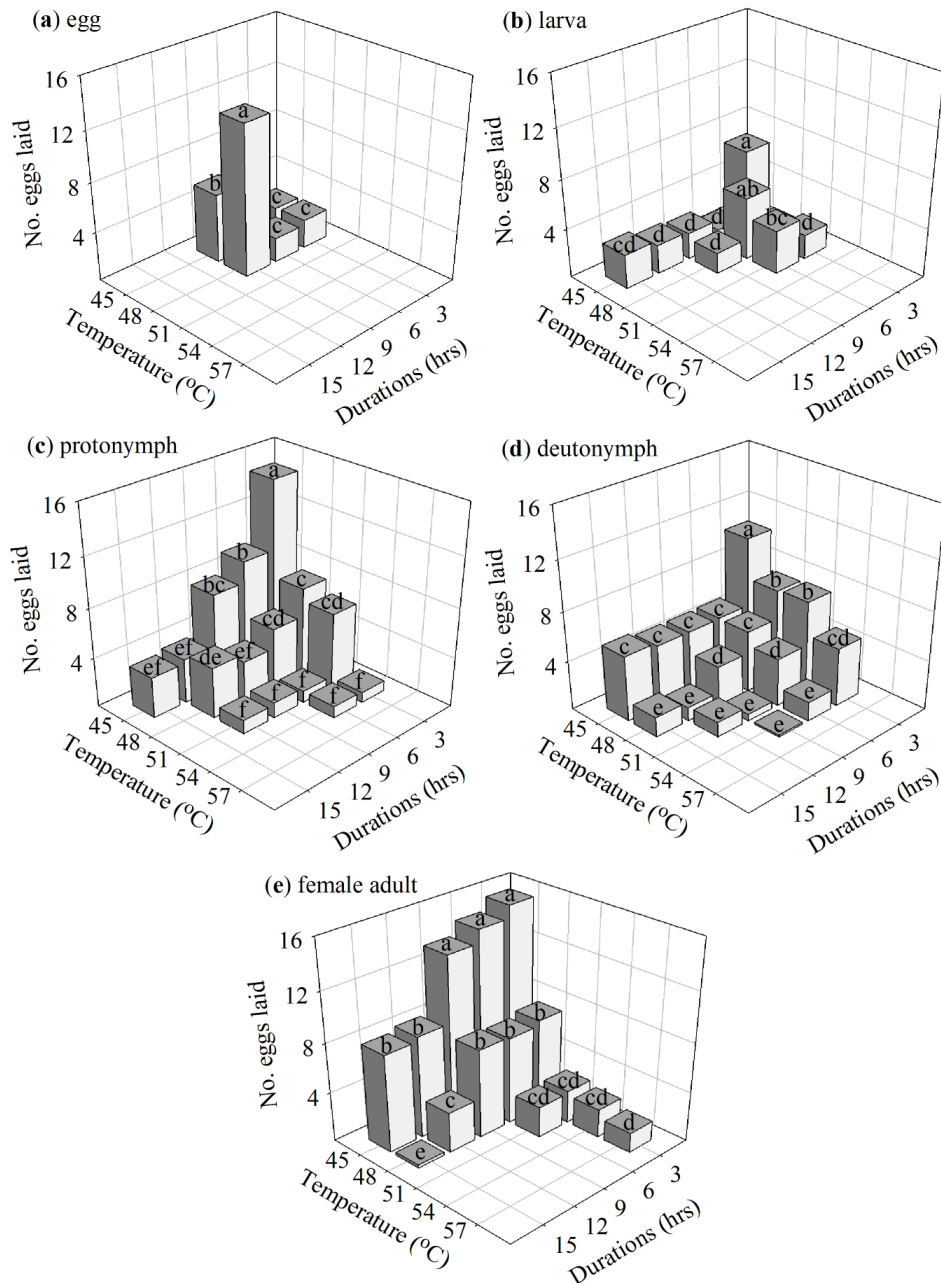 (a) egg
No. eggs laid
16
12
8
4
a
b
c
c
c
45
48
51
54
57
Temperature (ºC)
15
12
9
6
3
Durations (hrs)
(b) larva
No. eggs laid
16
12
8
4
a
ab
d
d
d
bc
d
cd
d
45
48
51
54
57
Temperature (ºC)
15
12
9
6
3
Durations (hrs)
(c) protonymph
No. eggs laid
16
12
8
4
a
b
c
bc
cd
cd
ef
ef
de
ef
f
f
f
f
f
45
48
51
54
57
Temperature (ºC)
15
12
9
6
3
Durations (hrs)
(d) deutonymph
No. eggs laid
16
12
8
4
a
b
b
c
c
c
c
c
cd
d
d
e
e
e
e
e
e
45
48
51
54
57
Temperature (ºC)
15
12
9
6
3
Durations (hrs)
(e) female adult
No. eggs laid
16
12
8
4
a
a
a
b
b
b
b
b
cd
c
cd
cd
d
e
45
48
51
54
57
Temperature (ºC)
15
12
9
6
3
Durations (hrs)